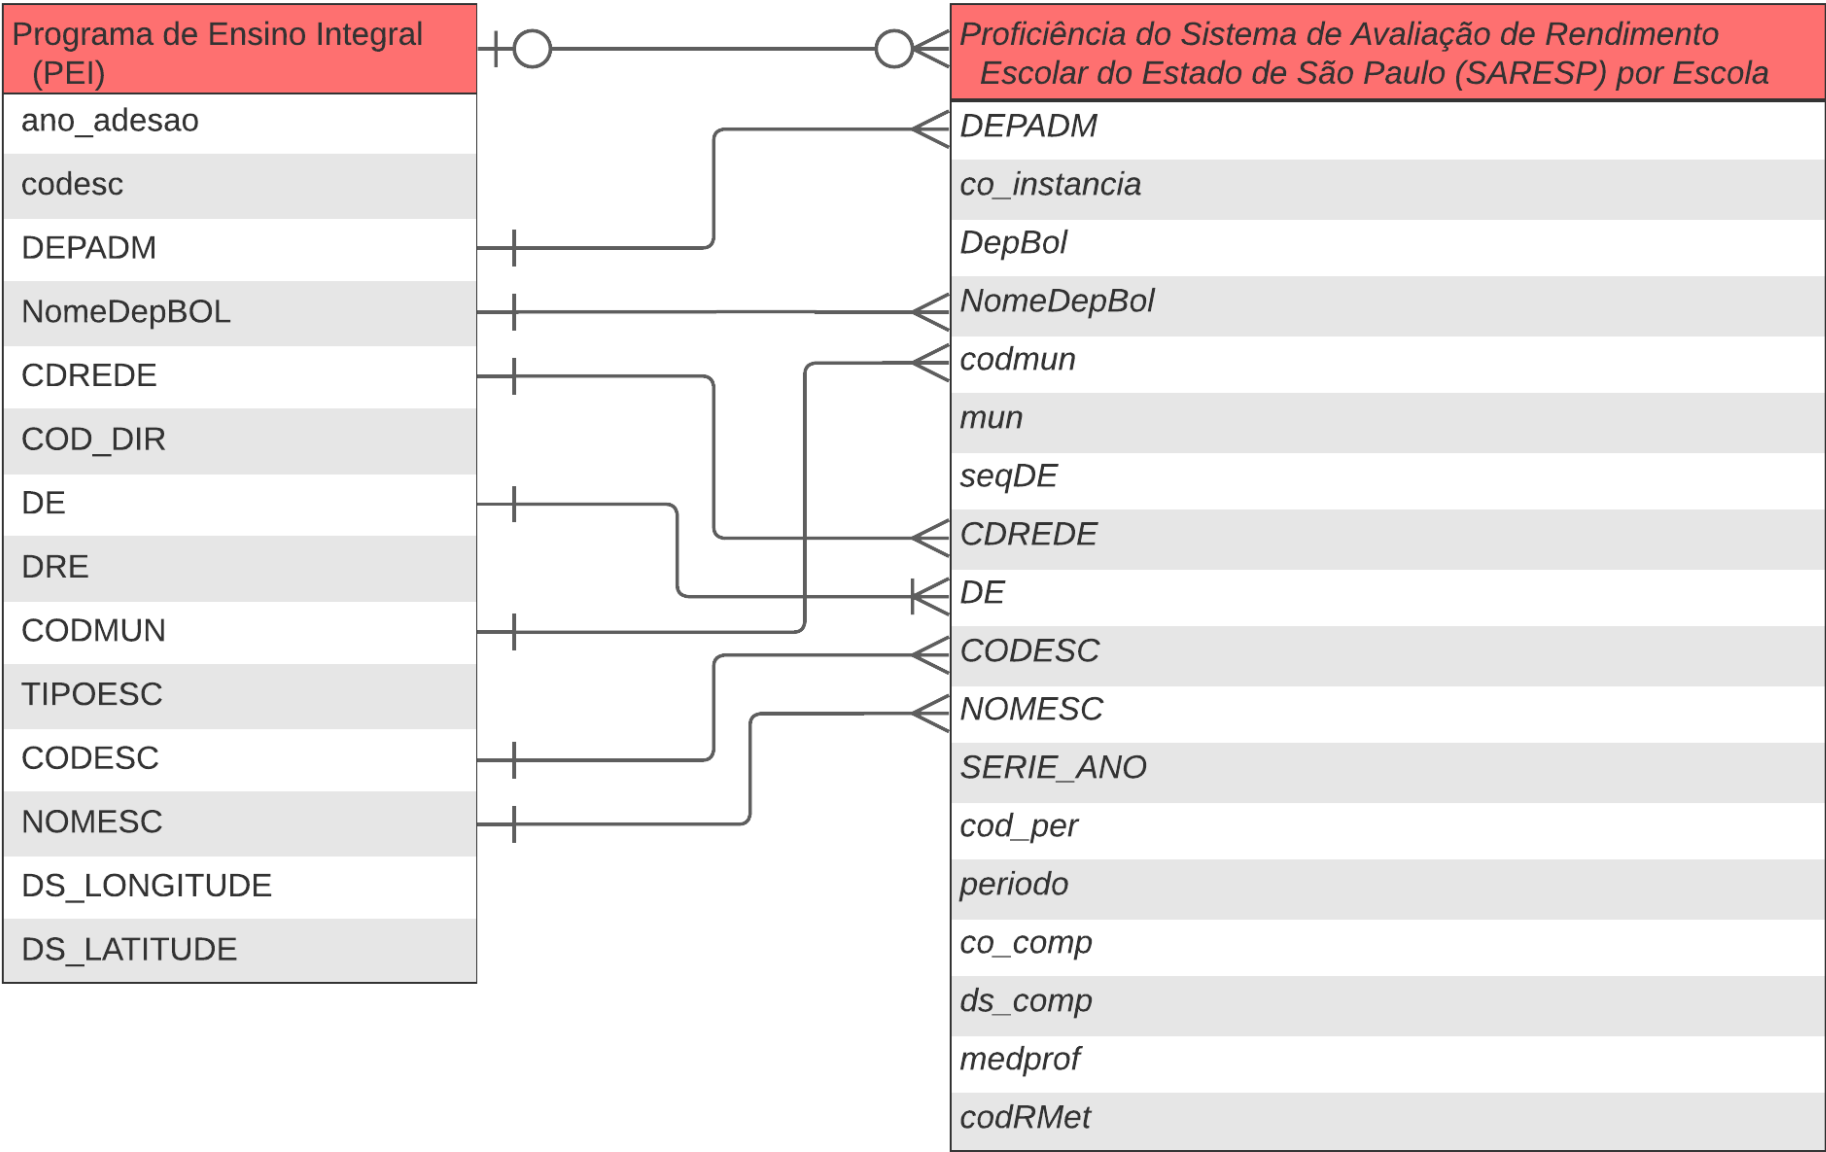 Programa de Ensino Integral
(PEI)
ano_adesao
codesc
DEPADM
NomeDepBOL
CDREDE
COD_DIR
DE
DRE
CODMUN
TIPOESC
CODESC
NOMESC
DS_LONGITUDE
DS_LATITUDE
Proficiência do Sistema de Avaliação de Rendimento
Escolar do Estado de São Paulo (SARESP) por Escola
DEPADM
co_instancia
DepBol
NomeDepBol
codmun
mun
seqDE
CDREDE
DE
CODESC
NOMESC
SERIE_ANO
cod_per
periodo
co_comp
ds_comp
medprof
codRMet